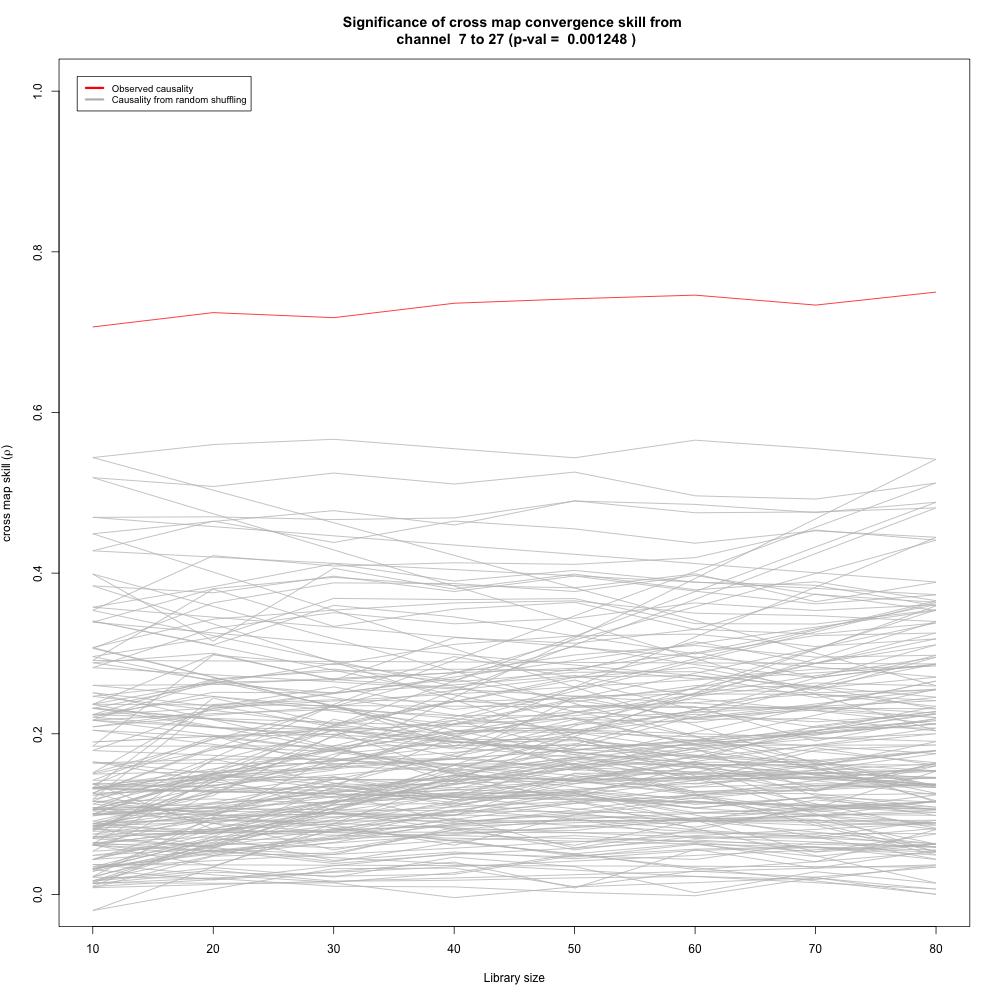 Significance of cross map convergence skill from
channel  7 to 27 (p-val =  0.001248 )
Observed causality
Causality from random shuffling
cross map skill (ρ)
1.0
0.8
0.6
0.4
0.2
0.0
10 20 30 40 50 60 70 80
Library size